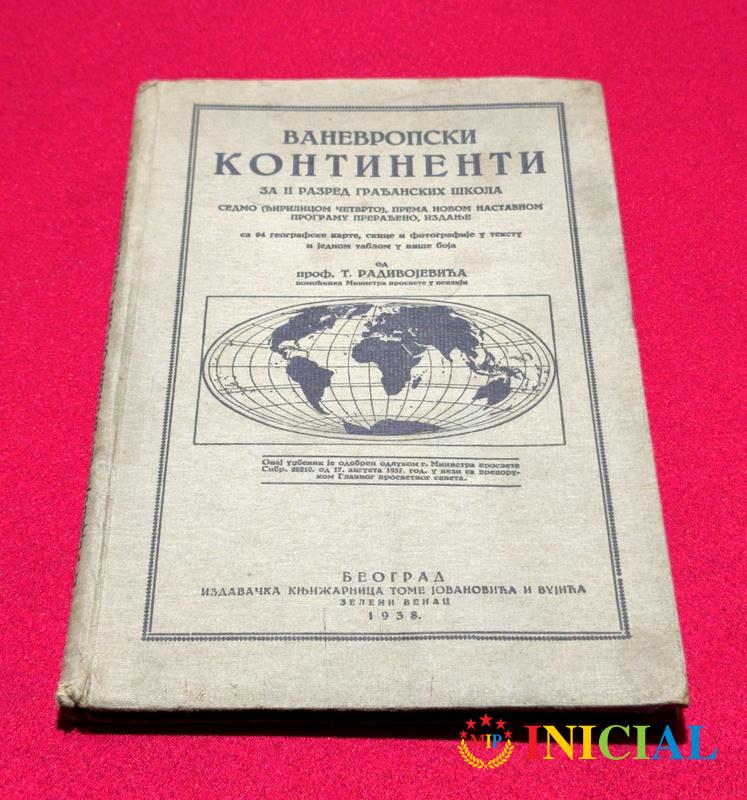 ВАНЕВРОПСКИ
КОНТИНЕНТИ
ЗА II РАЗРЕД ГРАЂАНСКИХ ШКОЛА
СЕДМО (ЋИРИЛИЦОМ ЧЕТВРТО), ПРЕМА НОВОМ НАСТАВНОМ
ПРОГРАМУ ПРЕРАЂЕНО, ИЗДАЊЕ
са 94 географске карте, скице и фотографије у тексту
и једном таблом у више боја
од
проф. Т. РАДИВОЈЕВИЋА
помоћника Министра просвете у пензији
Овај уџбеник је одобрен одлуком г. Министра просвете
Снбр. 28210. од 17. августа 1937. год. у вези са препору-
ком Главног просветног савета.
БЕОГРАД
ИЗДАВАЧКА КЊИЖАРНИЦА ТОМЕ ЈОВАНОВИЋА И ВУЈИЋА
ЗЕЛЕНИ ВЕНАЦ
1938.
MTP INICIAL